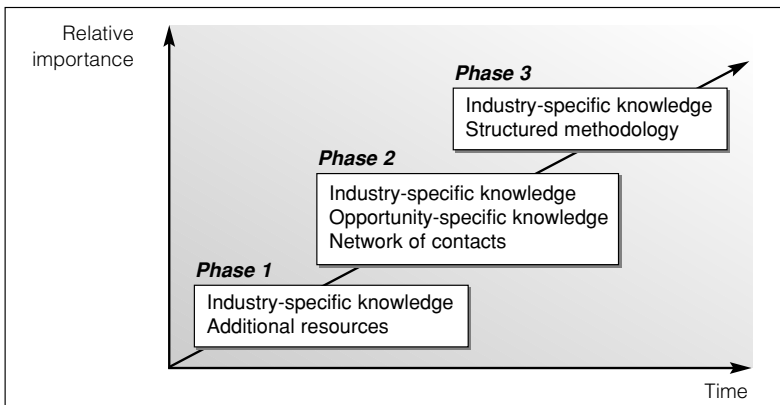 Relative
importance
Phase 3
Industry-specific knowledge
Structured methodology
Phase 2
Industry-specific knowledge
Opportunity-specific knowledge
Network of contacts
Phase 1
Industry-specific knowledge
Additional resources
Time